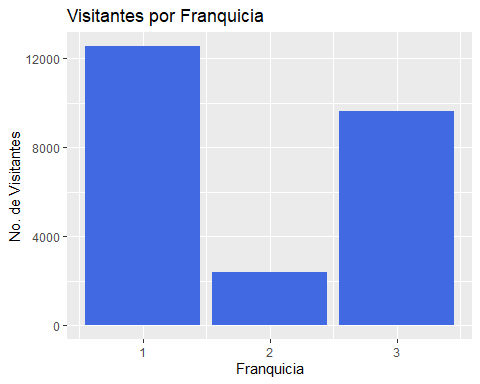 Visitantes por Franquicia
No. de Visitantes
12000
8000
4000
0
1 2 3
Franquicia